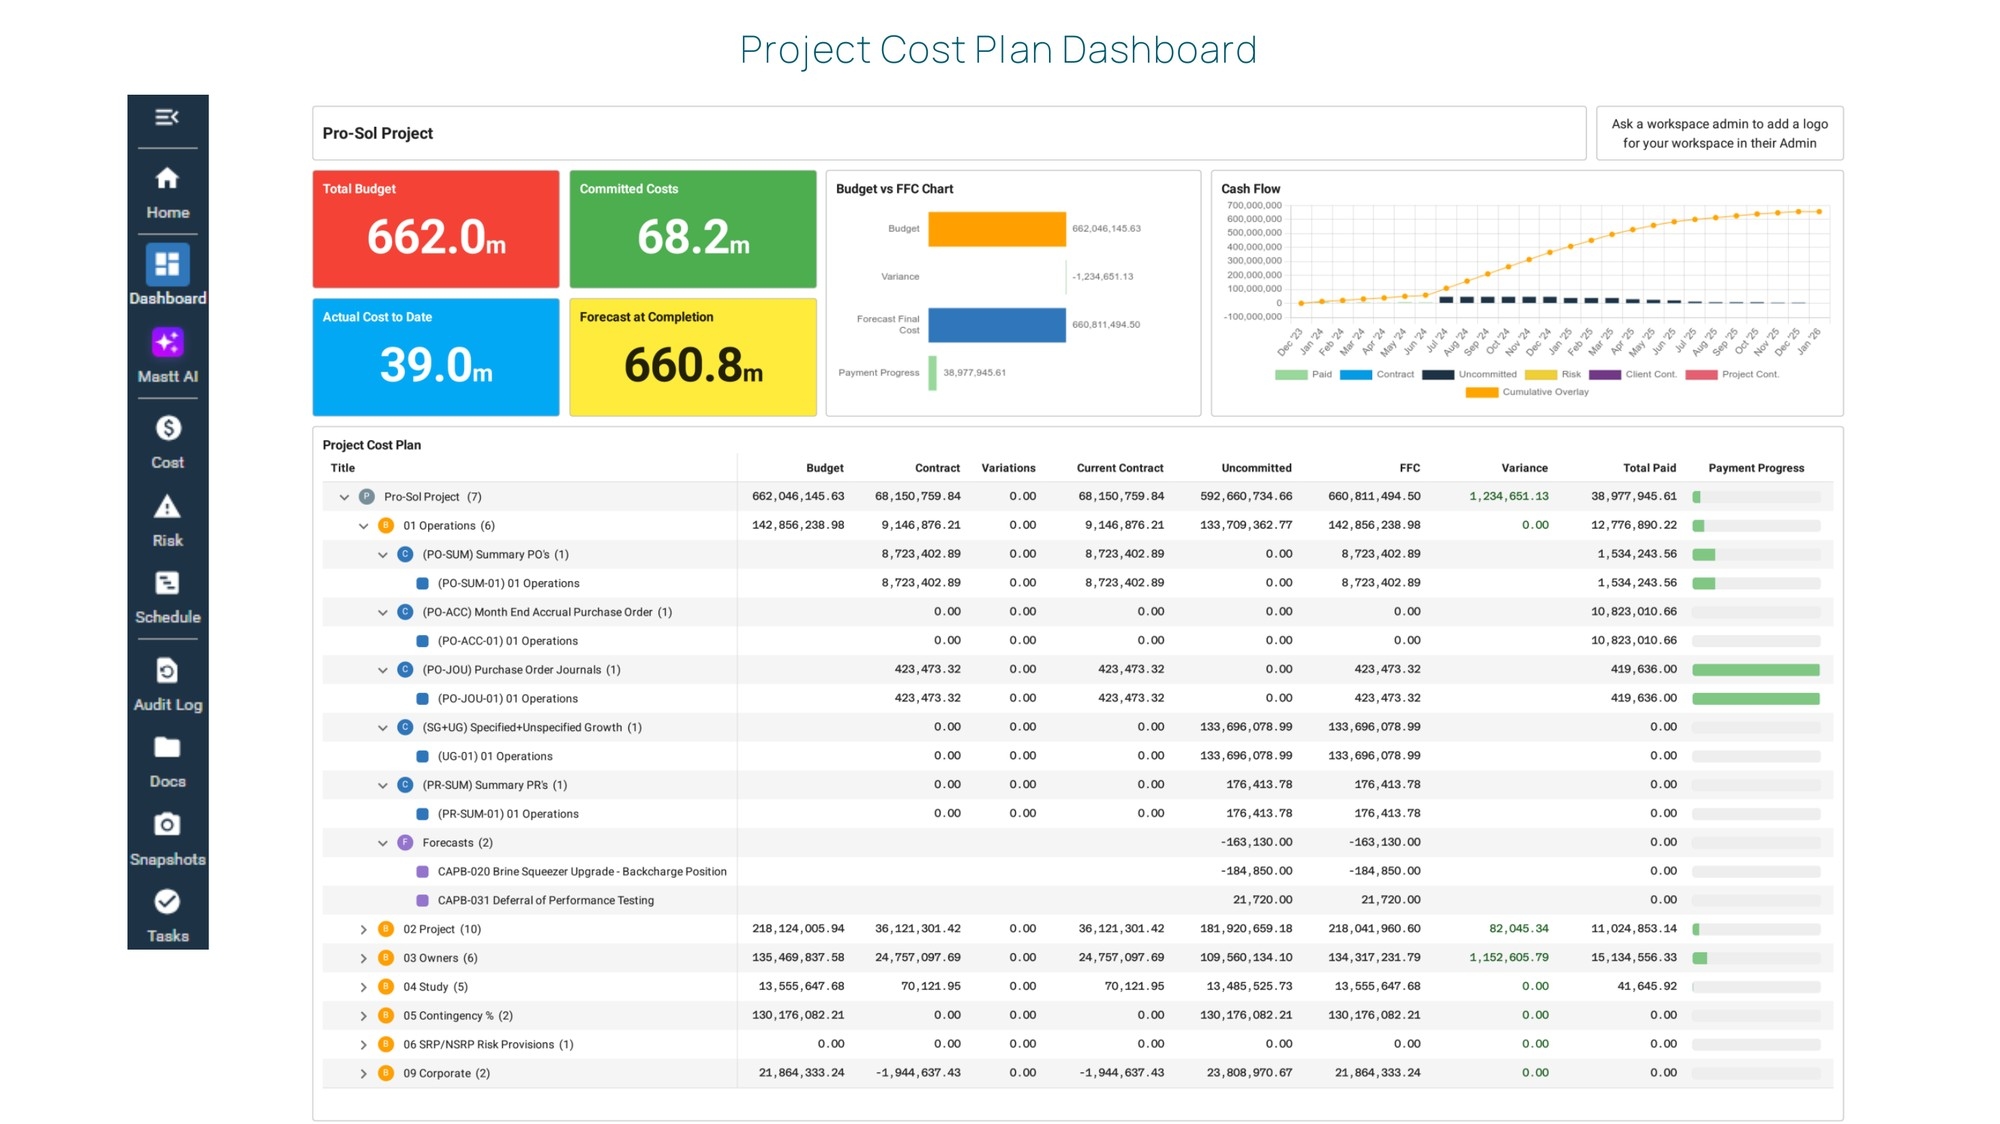 Project Cost Plan Dashboard
Home
Dashboard
Mastt AI
Cost
Risk
Schedule
Audit Log
Docs
Snapshots
Tasks
Pro-Sol Project
Ask a workspace admin to add a logo
for your workspace in their Admin
Total Budget
662.0m
Committed Costs
68.2m
Actual Cost to Date
39.0m
Forecast at Completion
660.8m
Budget vs FFC Chart
Budget 662,046,145.63
Variance -1,234,651.13
Forecast Final
Cost 660,811,494.50
Payment Progress 38,977,945.61
Cash Flow
700,000,000
600,000,000
500,000,000
400,000,000
300,000,000
200,000,000
100,000,000
0
-100,000,000
Dec '23 Jan '24 Feb '24 Mar '24 Apr '24 May '24 Jun '24 Jul '24 Aug '24 Sep '24 Oct '24 Nov '24 Dec '24 Jan '25 Feb '25 Mar '25 Apr '25 May '25 Jun '25 Jul '25 Aug '25 Sep '25 Oct '25 Nov '25 Dec '25 Jan '26
Paid Contract Uncommitted Risk Client Cont. Project Cont.
Cumulative Overlay
Project Cost Plan
Title Budget Contract Variations Current Contract Uncommitted FFC Variance Total Paid Payment Progress
P Pro-Sol Project (7) 662,046,145.63 68,150,759.84 0.00 68,150,759.84 592,660,734.66 660,811,494.50 1,234,651.13 38,977,945.61
B 01 Operations (6) 142,856,238.98 9,146,876.21 0.00 9,146,876.21 133,709,362.77 142,856,238.98 0.00 12,776,890.22
C (PO-SUM) Summary PO's (1) 8,723,402.89 0.00 8,723,402.89 0.00 8,723,402.89 1,534,243.56
(PO-SUM-01) 01 Operations 8,723,402.89 0.00 8,723,402.89 0.00 8,723,402.89 1,534,243.56
C (PO-ACC) Month End Accrual Purchase Order (1) 0.00 0.00 0.00 0.00 0.00 10,823,010.66
(PO-ACC-01) 01 Operations 0.00 0.00 0.00 0.00 0.00 10,823,010.66
C (PO-JOU) Purchase Order Journals (1) 423,473.32 0.00 423,473.32 0.00 423,473.32 419,636.00
(PO-JOU-01) 01 Operations 423,473.32 0.00 423,473.32 0.00 423,473.32 419,636.00
C (SG+UG) Specified+Unspecified Growth (1) 0.00 0.00 0.00 133,696,078.99 133,696,078.99 0.00
(UG-01) 01 Operations 0.00 0.00 0.00 133,696,078.99 133,696,078.99 0.00
C (PR-SUM) Summary PR's (1) 0.00 0.00 0.00 176,413.78 176,413.78 0.00
(PR-SUM-01) 01 Operations 0.00 0.00 0.00 176,413.78 176,413.78 0.00
F Forecasts (2) -163,130.00 -163,130.00 0.00
CAPB-020 Brine Squeezer Upgrade - Backcharge Position -184,850.00 -184,850.00 0.00
CAPB-031 Deferral of Performance Testing 21,720.00 21,720.00 0.00
B 02 Project (10) 218,124,005.94 36,121,301.42 0.00 36,121,301.42 181,920,659.18 218,041,960.60 82,045.34 11,024,853.14
B 03 Owners (6) 135,469,837.58 24,757,097.69 0.00 24,757,097.69 109,560,134.10 134,317,231.79 1,152,605.79 15,134,556.33
B 04 Study (5) 13,555,647.68 70,121.95 0.00 70,121.95 13,485,525.73 13,555,647.68 0.00 41,645.92
B 05 Contingency % (2) 130,176,082.21 0.00 0.00 0.00 130,176,082.21 130,176,082.21 0.00 0.00
B 06 SRP/NSRP Risk Provisions (1) 0.00 0.00 0.00 0.00 0.00 0.00 0.00 0.00
B 09 Corporate (2) 21,864,333.24 -1,944,637.43 0.00 -1,944,637.43 23,808,970.67 21,864,333.24 0.00 0.00